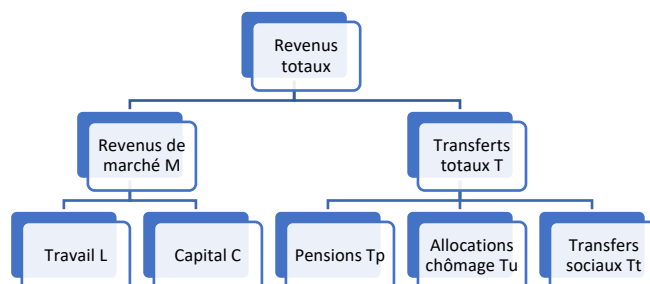 Revenus
totaux
Revenus de
marché M
Transferts
totaux T
Travail L
Capital C
Pensions Tp
Allocations
chômage Tu
Transfers
sociaux Tt